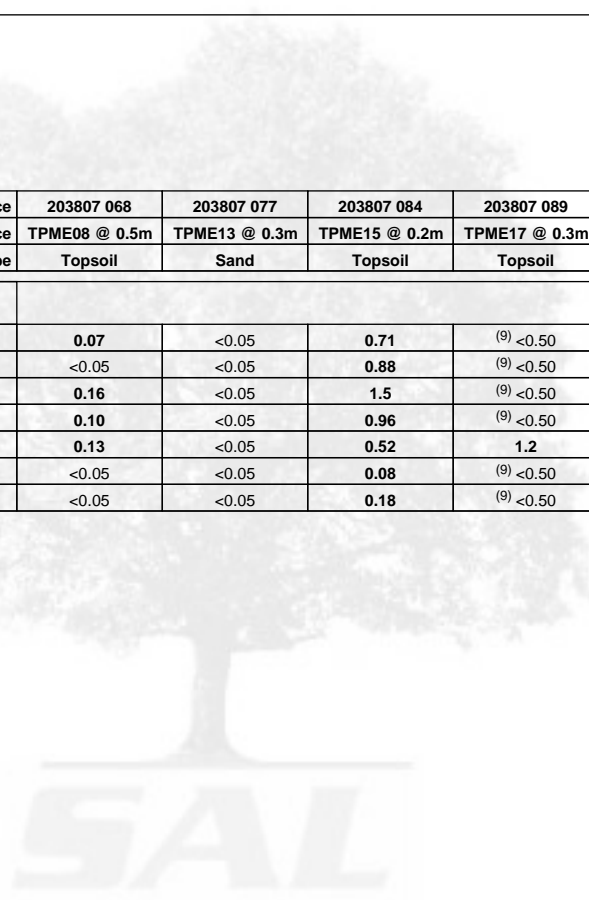 ce 203807 068 203807 077 203807 084 203807 089
ce TPME08 @ 0.5m TPME13 @ 0.3m TPME15 @ 0.2m TPME17 @ 0.3m
pe Topsoil Sand Topsoil Topsoil
0.07 <0.05 0.71 (9) <0.50
<0.05 <0.05 0.88 (9) <0.50
0.16 <0.05 1.5 (9) <0.50
0.10 <0.05 0.96 (9) <0.50
0.13 <0.05 0.52 1.2
<0.05 <0.05 0.08 (9) <0.50
<0.05 <0.05 0.18 (9) <0.50
SAL